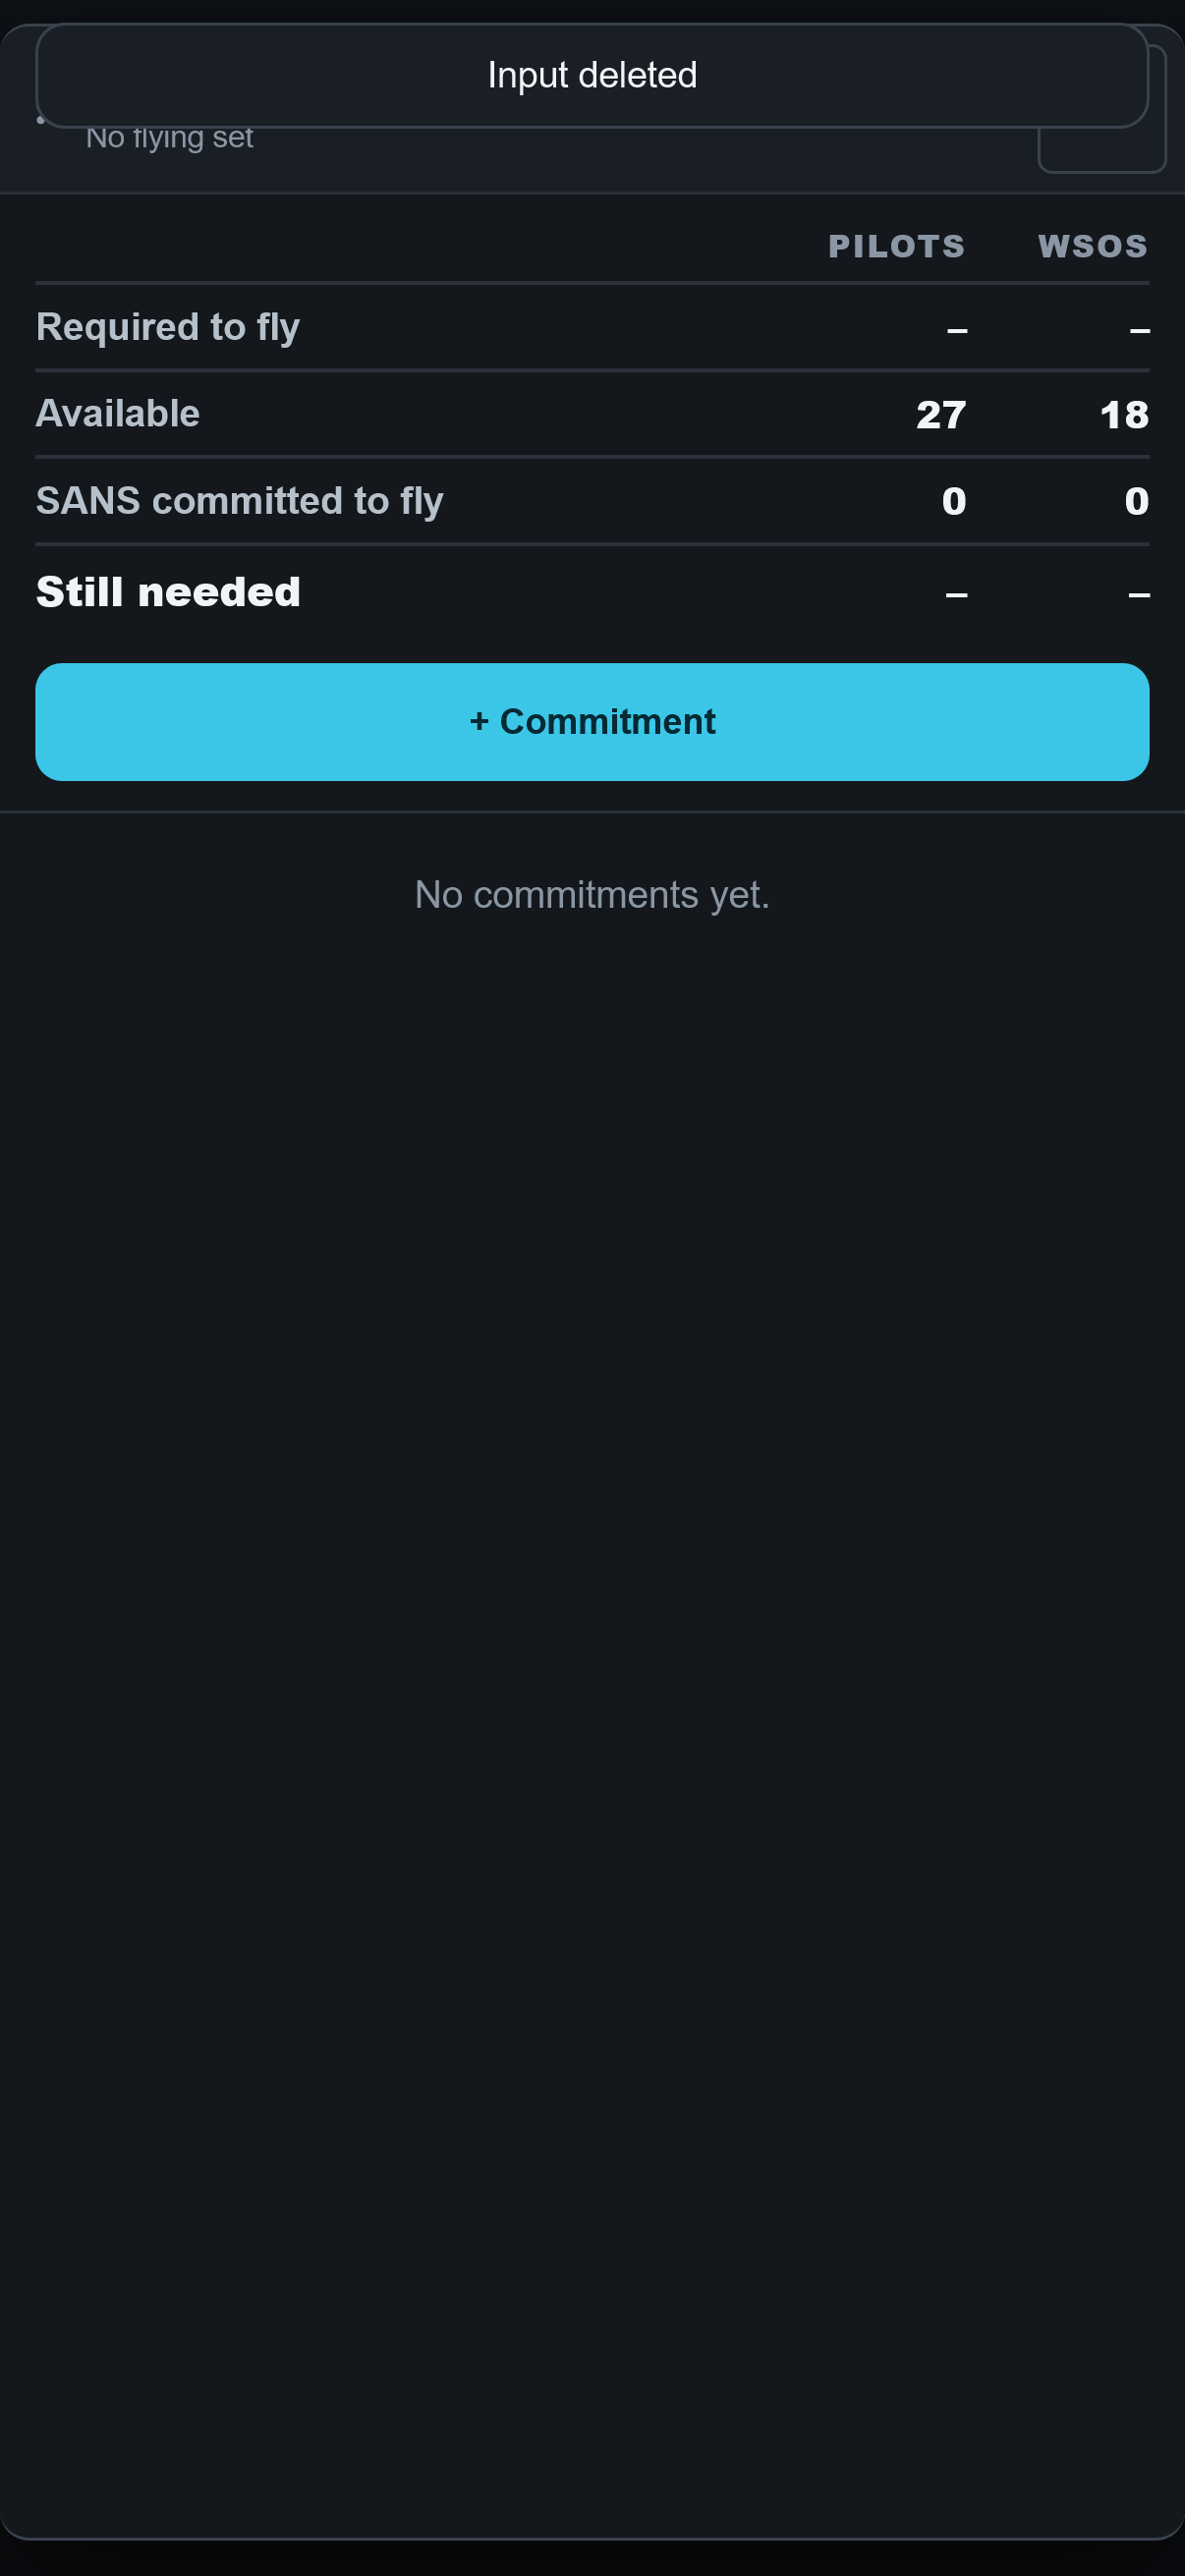 Input deleted
No flying set
PILOTS WSOS
Required to fly – –
Available 27 18
SANS committed to fly 0 0
Still needed – –
+ Commitment
No commitments yet.